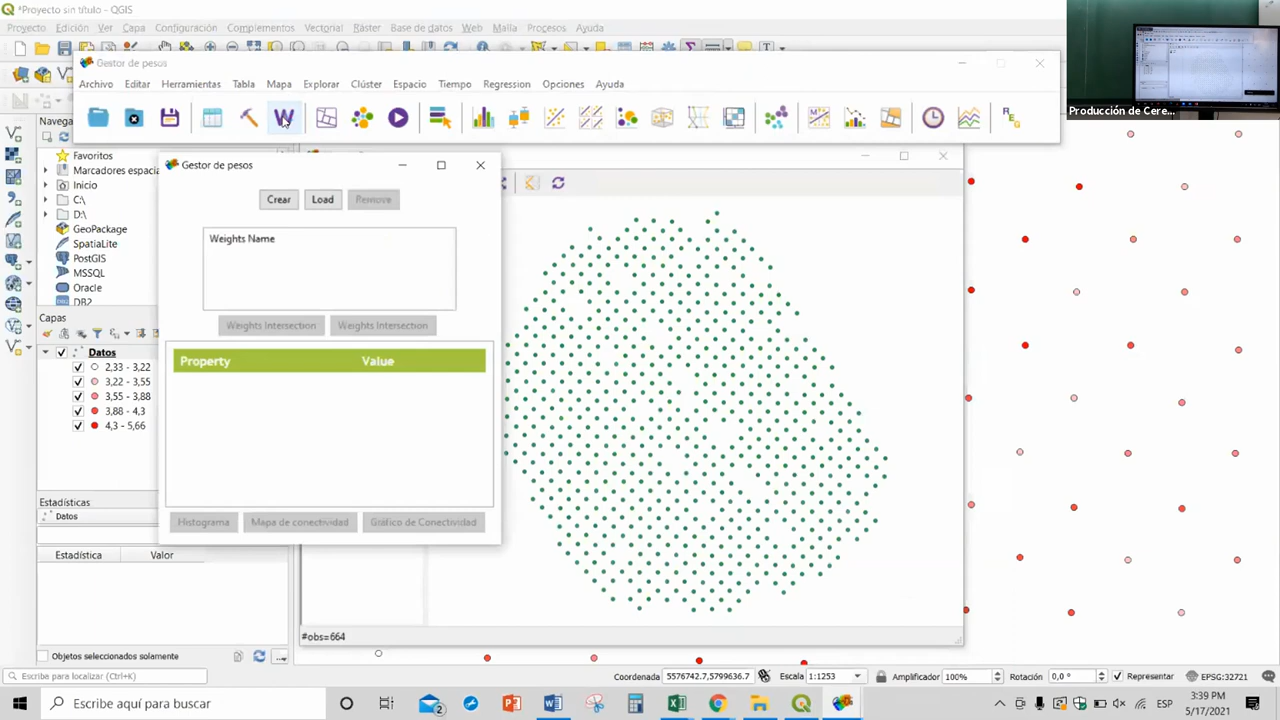 *Proyecto sin título - QGIS
Proyecto Edición Ver Capa Configuración Complementos Vectorial Ráster Base de datos Web Malla Procesos Ayuda
Gestor de pesos
Archivo Editar Herramientas Tabla Mapa Explorar Clúster Espacio Tiempo Regression Opciones Ayuda
Producción de Cere...
Navega
Favoritos
Marcadores espacia
Inicio
C:\
D:\
GeoPackage
SpatiaLite
PostGIS
MSSQL
Oracle
DB2
Capas
Datos
2,33 - 3,22
3,22 - 3,55
3,55 - 3,88
3,88 - 4,3
4,3 - 5,66
Estadísticas
Datos
Estadística Valor
Objetos seleccionados solamente
Gestor de pesos
Crear Load Remove
Weights Name
Weights Intersection Weights Intersection
Property Value
Histograma Mapa de conectividad Gráfico de Conectividad
#obs=664
Escriba para localizar (Ctrl+K)
Coordenada 5576742.7,5799636.7 Escala 1:1253 Amplificador 100% Rotación 0,0 ° Representar EPSG:32721
Escribe aquí para buscar
2
ESP
3:39 PM
5/17/2021